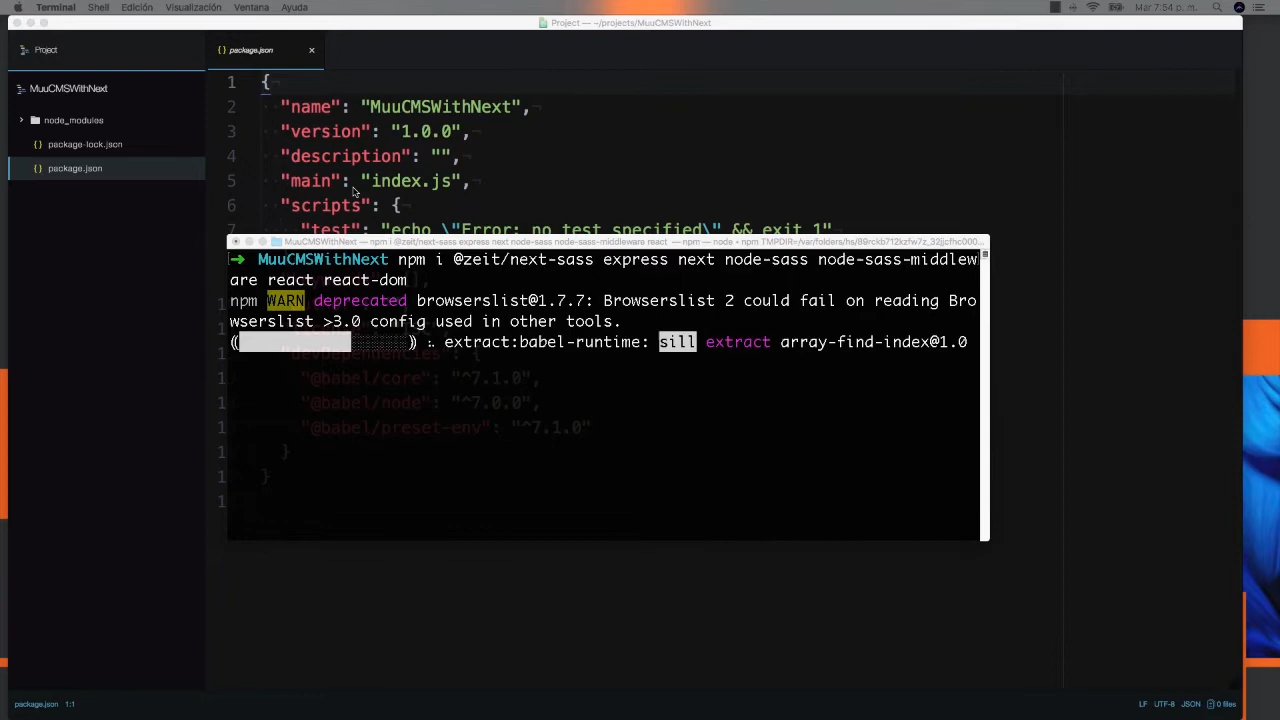 Terminal Shell Edición Visualización Ventana Ayuda Mar 7:54 p. m.
Project — ~/projects/MuuCMSWithNext
Project
package.json
MuuCMSWithNext
node_modules
package-lock.json
package.json
1 {
2 "name": "MuuCMSWithNext",
3 "version": "1.0.0",
4 "description": "",
5 "main": "index.js",
6 "scripts": {
7 "test": "echo \"Error: no test specified\" && exit 1"
MuuCMSWithNext — npm i @zeit/next-sass express next node-sass node-sass-middleware react — npm — node • npm TMPDIR=/var/folders/hs/89rckb712kzfw7z_32jjcfhc000...
➜ MuuCMSWithNext npm i @zeit/next-sass express next node-sass node-sass-middlew
are react react-dom
npm WARN deprecated browserslist@1.7.7: Browserslist 2 could fail on reading Bro
wserslist >3.0 config used in other tools.
extract:babel-runtime: sill extract array-find-index@1.0
"devDependencies": {
"@babel/core": "^7.1.0",
"@babel/node": "^7.0.0",
"@babel/preset-env": "^7.1.0"
}
}
package.json 1:1 LF UTF-8 JSON 0 files